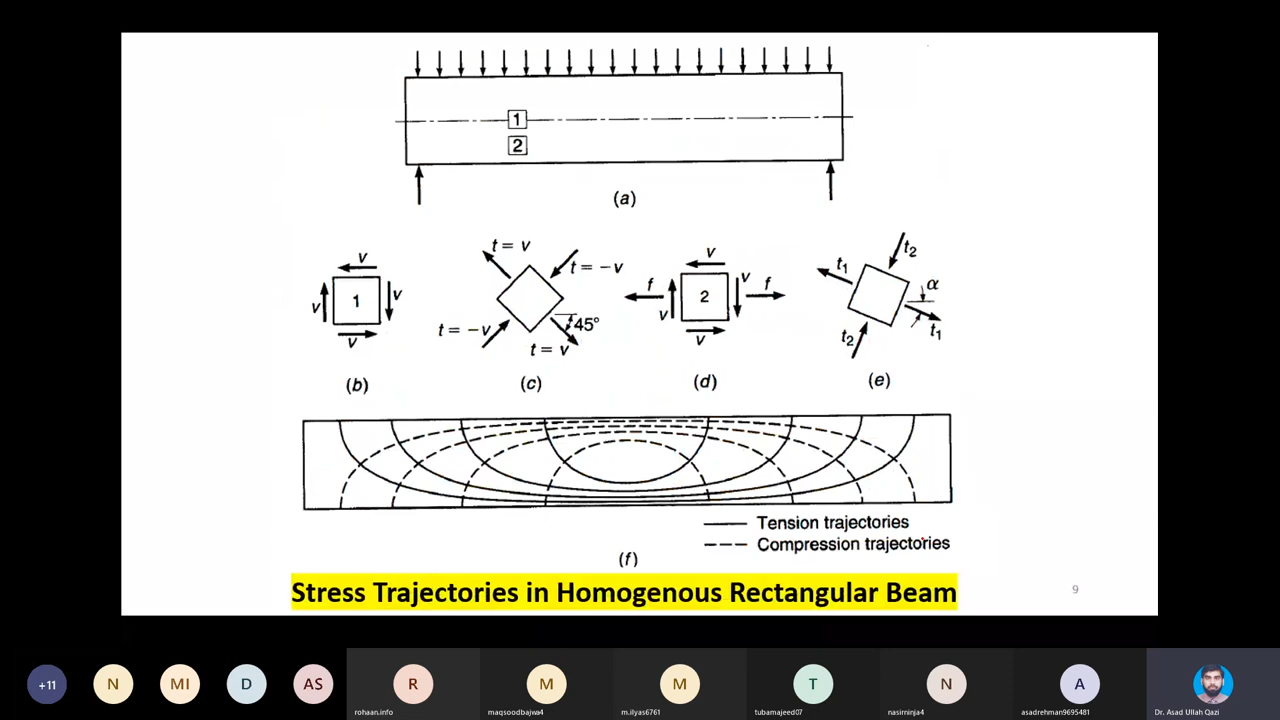 1
2
(a)
v
v
1
v
v
(b)
t = v
t = −v
t = −v
45°
t = v
(c)
v
f
v
2
f
v
v
(d)
t2
t1
α
t2
t1
(e)
Tension trajectories
Compression trajectories
(f)
Stress Trajectories in Homogenous Rectangular Beam
9
+11
N
MI
D
AS
R
M
M
T
N
A
rohaan.info
maqsoodbajwa4
m.ilyas6761
tubamajeed07
nasirninja4
asadrehman9695481
Dr. Asad Ullah Qazi